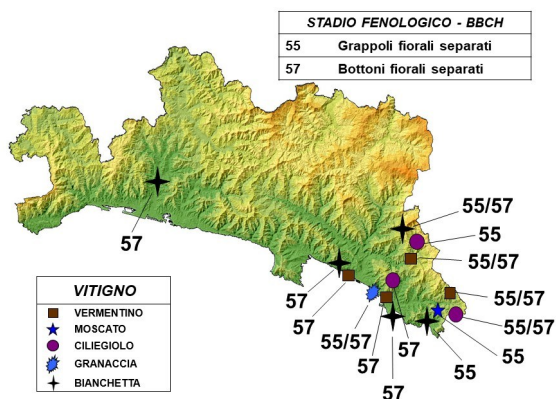 STADIO FENOLOGICO - BBCH
55 Grappoli fiorali separati
57 Bottoni fiorali separati
57
55/57
55
55/57
55/57
55/57
55
55
57
57
55/57
57
57
57
VITIGNO
VERMENTINO
MOSCATO
CILIEGIOLO
GRANACCIA
BIANCHETTA